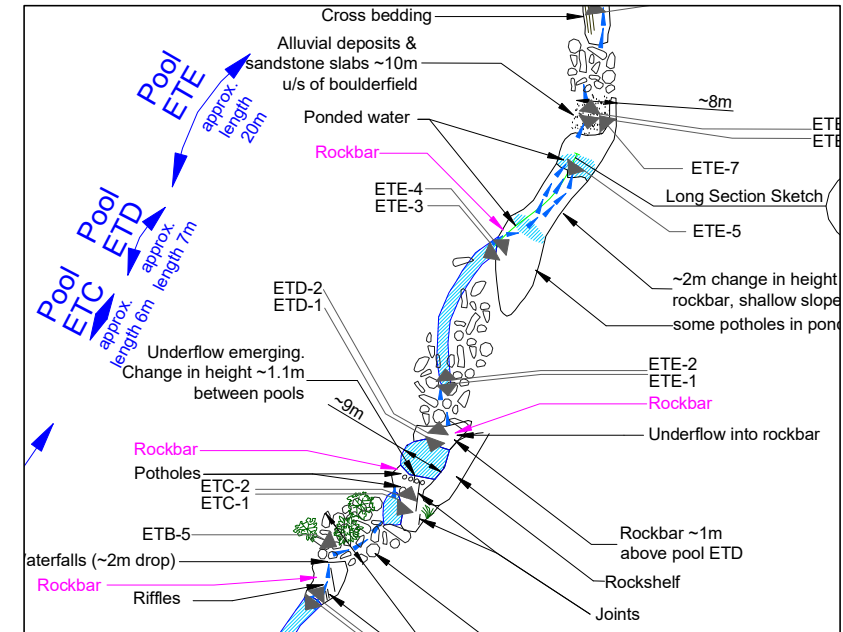 Cross bedding
Alluvial deposits &
sandstone slabs ~10m
u/s of boulderfield
~8m
Ponded water
Rockbar
ETE-7
Long Section Sketch
ETE-4
ETE-3
ETE-5
~2m change in height
rockbar, shallow slope
some potholes in
Pool
ETE
approx.
length
20m
Pool
ETD
approx.
length 7m
Pool
ETC
approx.
length 6m
ETD-2
ETD-1
Underflow emerging.
Change in height ~1.1m
between pools
~9m
ETE-2
ETE-1
Rockbar
Underflow into rockbar
Rockbar
Potholes
ETC-2
ETC-1
ETB-5
aterfalls (~2m drop)
Rockbar
Riffles
Rockbar ~1m
above pool ETD
Rockshelf
Joints